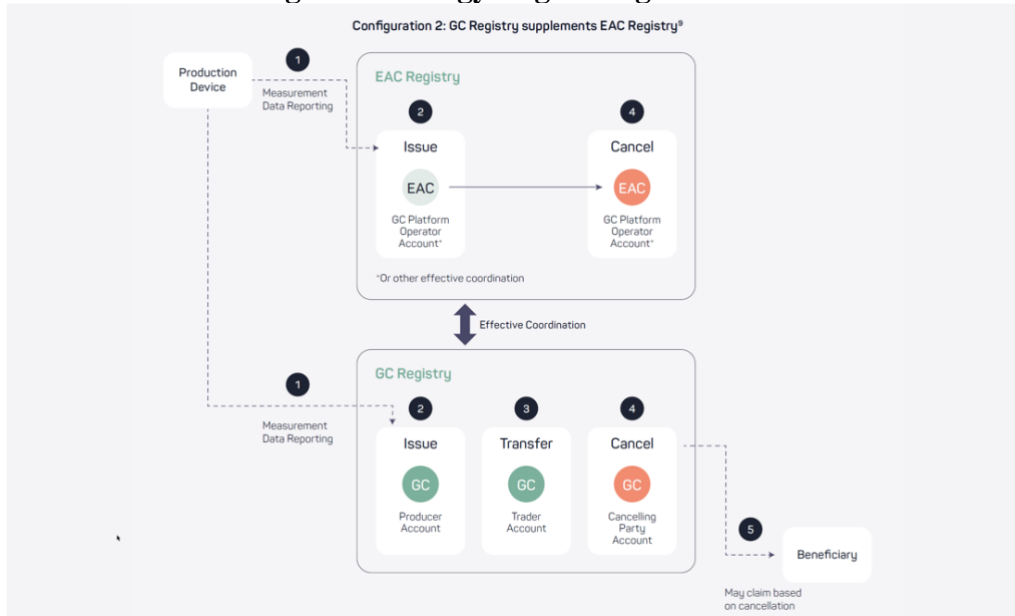 Configuration 2: GC Registry supplements EAC Registry⁹
1
Production
Device
Measurement
Data Reporting
EAC Registry
2
4
Issue
Cancel
EAC
EAC
GC Platform
Operator
Account*
GC Platform
Operator
Account*
*Or other effective coordination
Effective Coordination
GC Registry
1
Measurement
Data Reporting
2
3
4
Issue
Transfer
Cancel
GC
GC
GC
Producer
Account
Trader
Account
Cancelling
Party
Account
5
Beneficiary
May claim based
on cancellation